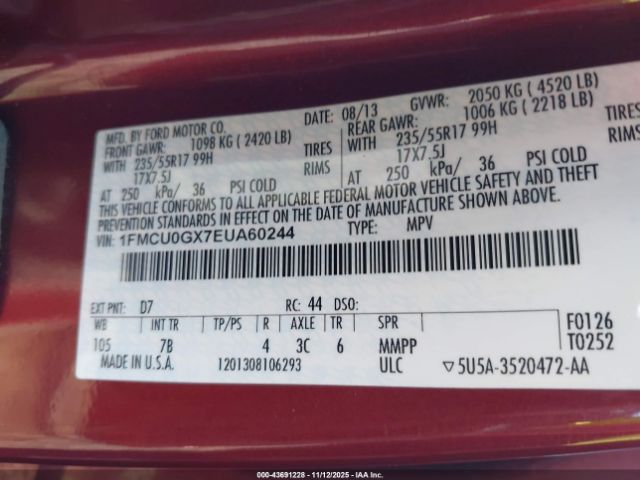 MFD. BY FORD MOTOR CO. DATE: 08/13 GVWR: 2050 KG ( 4520 LB)
FRONT GAWR: 1098 KG ( 2420 LB) REAR GAWR: 1006 KG ( 2218 LB)
WITH 235/55R17 99H TIRES WITH 235/55R17 99H TIRES
17X7.5J RIMS 17X7.5J RIMS
AT 250 kPa/ 36 PSI COLD AT 250 kPa/ 36 PSI COLD
THIS VEHICLE CONFORMS TO ALL APPLICABLE FEDERAL MOTOR VEHICLE SAFETY AND THEFT
PREVENTION STANDARDS IN EFFECT ON THE DATE OF MANUFACTURE SHOWN ABOVE.
VIN: 1FMCU0GX7EUA60244 TYPE: MPV
EXT PNT: D7 RC: 44 DSO: F0126
WB INT TR TP/PS R AXLE TR SPR T0252
105 7B 4 3C 6 MMPP
MADE IN U.S.A. 1201308106293 ULC ▽5U5A-3520472-AA
000-43691228 - 11/12/2025 - IAA Inc.